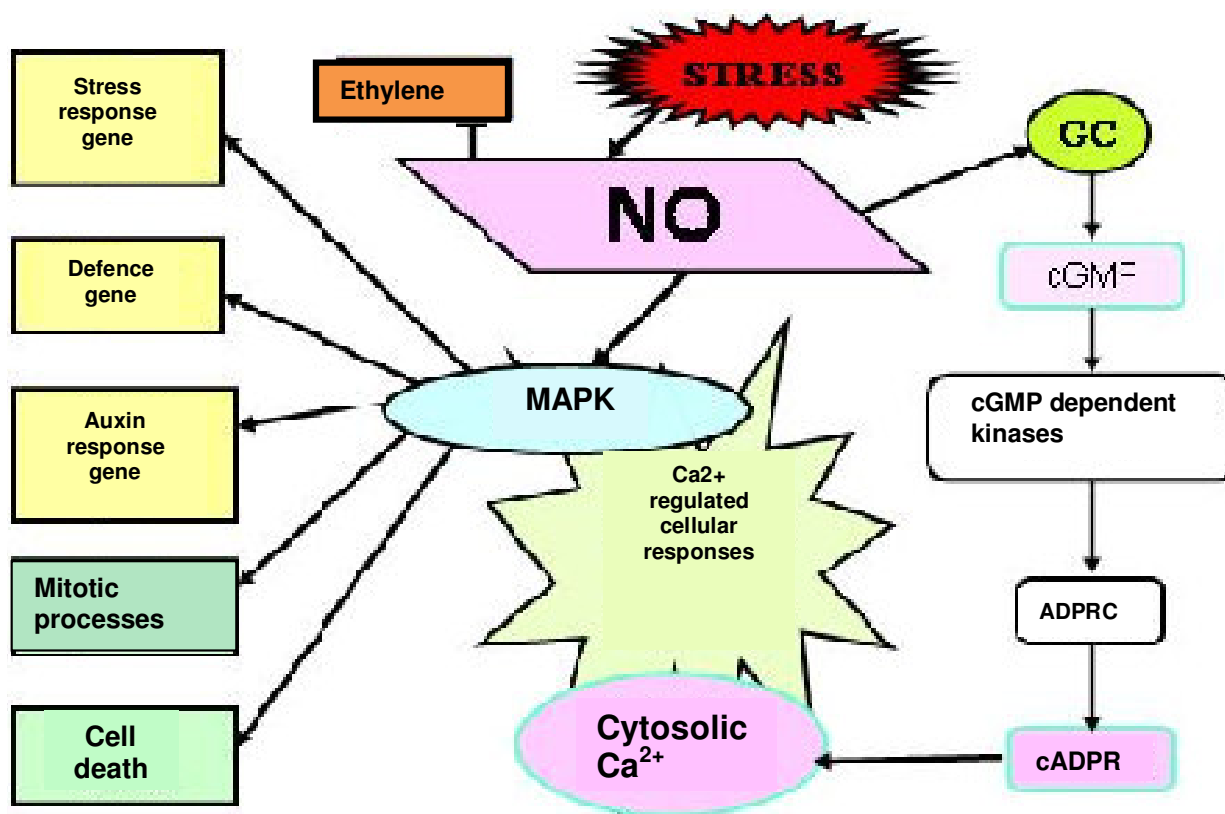 STRESS
Ethylene
Stress
response
gene
GC
NO
Defence
gene
cGMF
MAPK
cGMP dependent
kinases
Auxin
response
gene
Ca2+
regulated
cellular
responses
Mitotic
processes
ADPRC
Cell
death
Cytosolic
Ca²⁺
cADPR